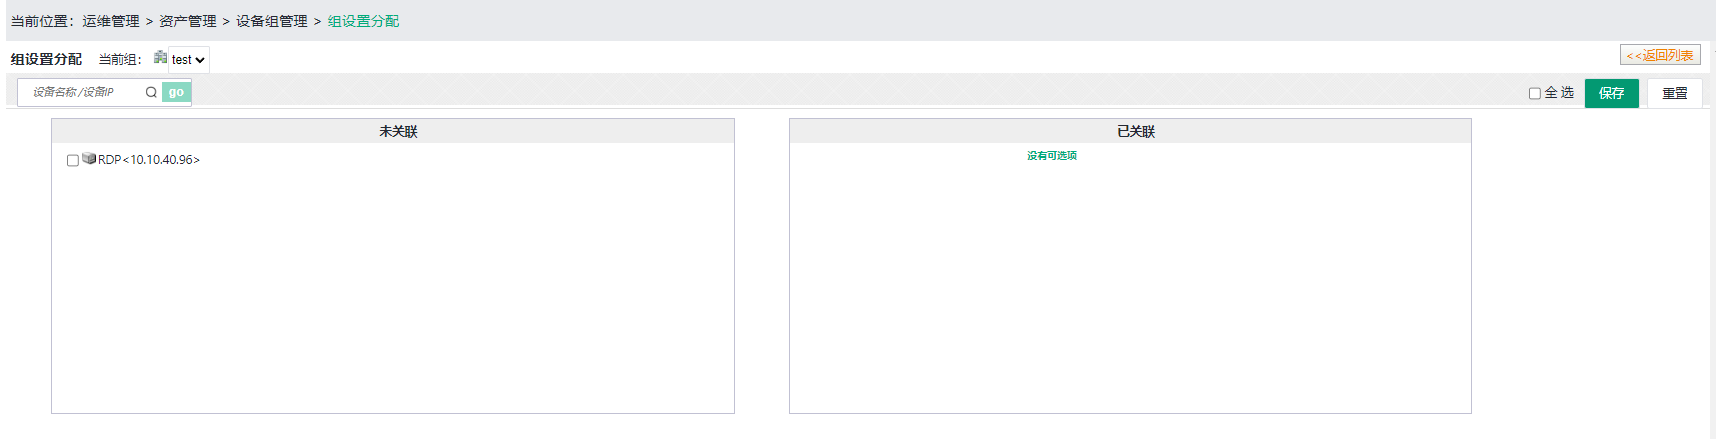 当前位置：运维管理 > 资产管理 > 设备组管理 > 组设置分配
组设置分配 当前组： test <<返回列表
设备名称/设备IP go 全选 保存 重置
未关联 已关联
RDP<10.10.40.96> 没有可选项